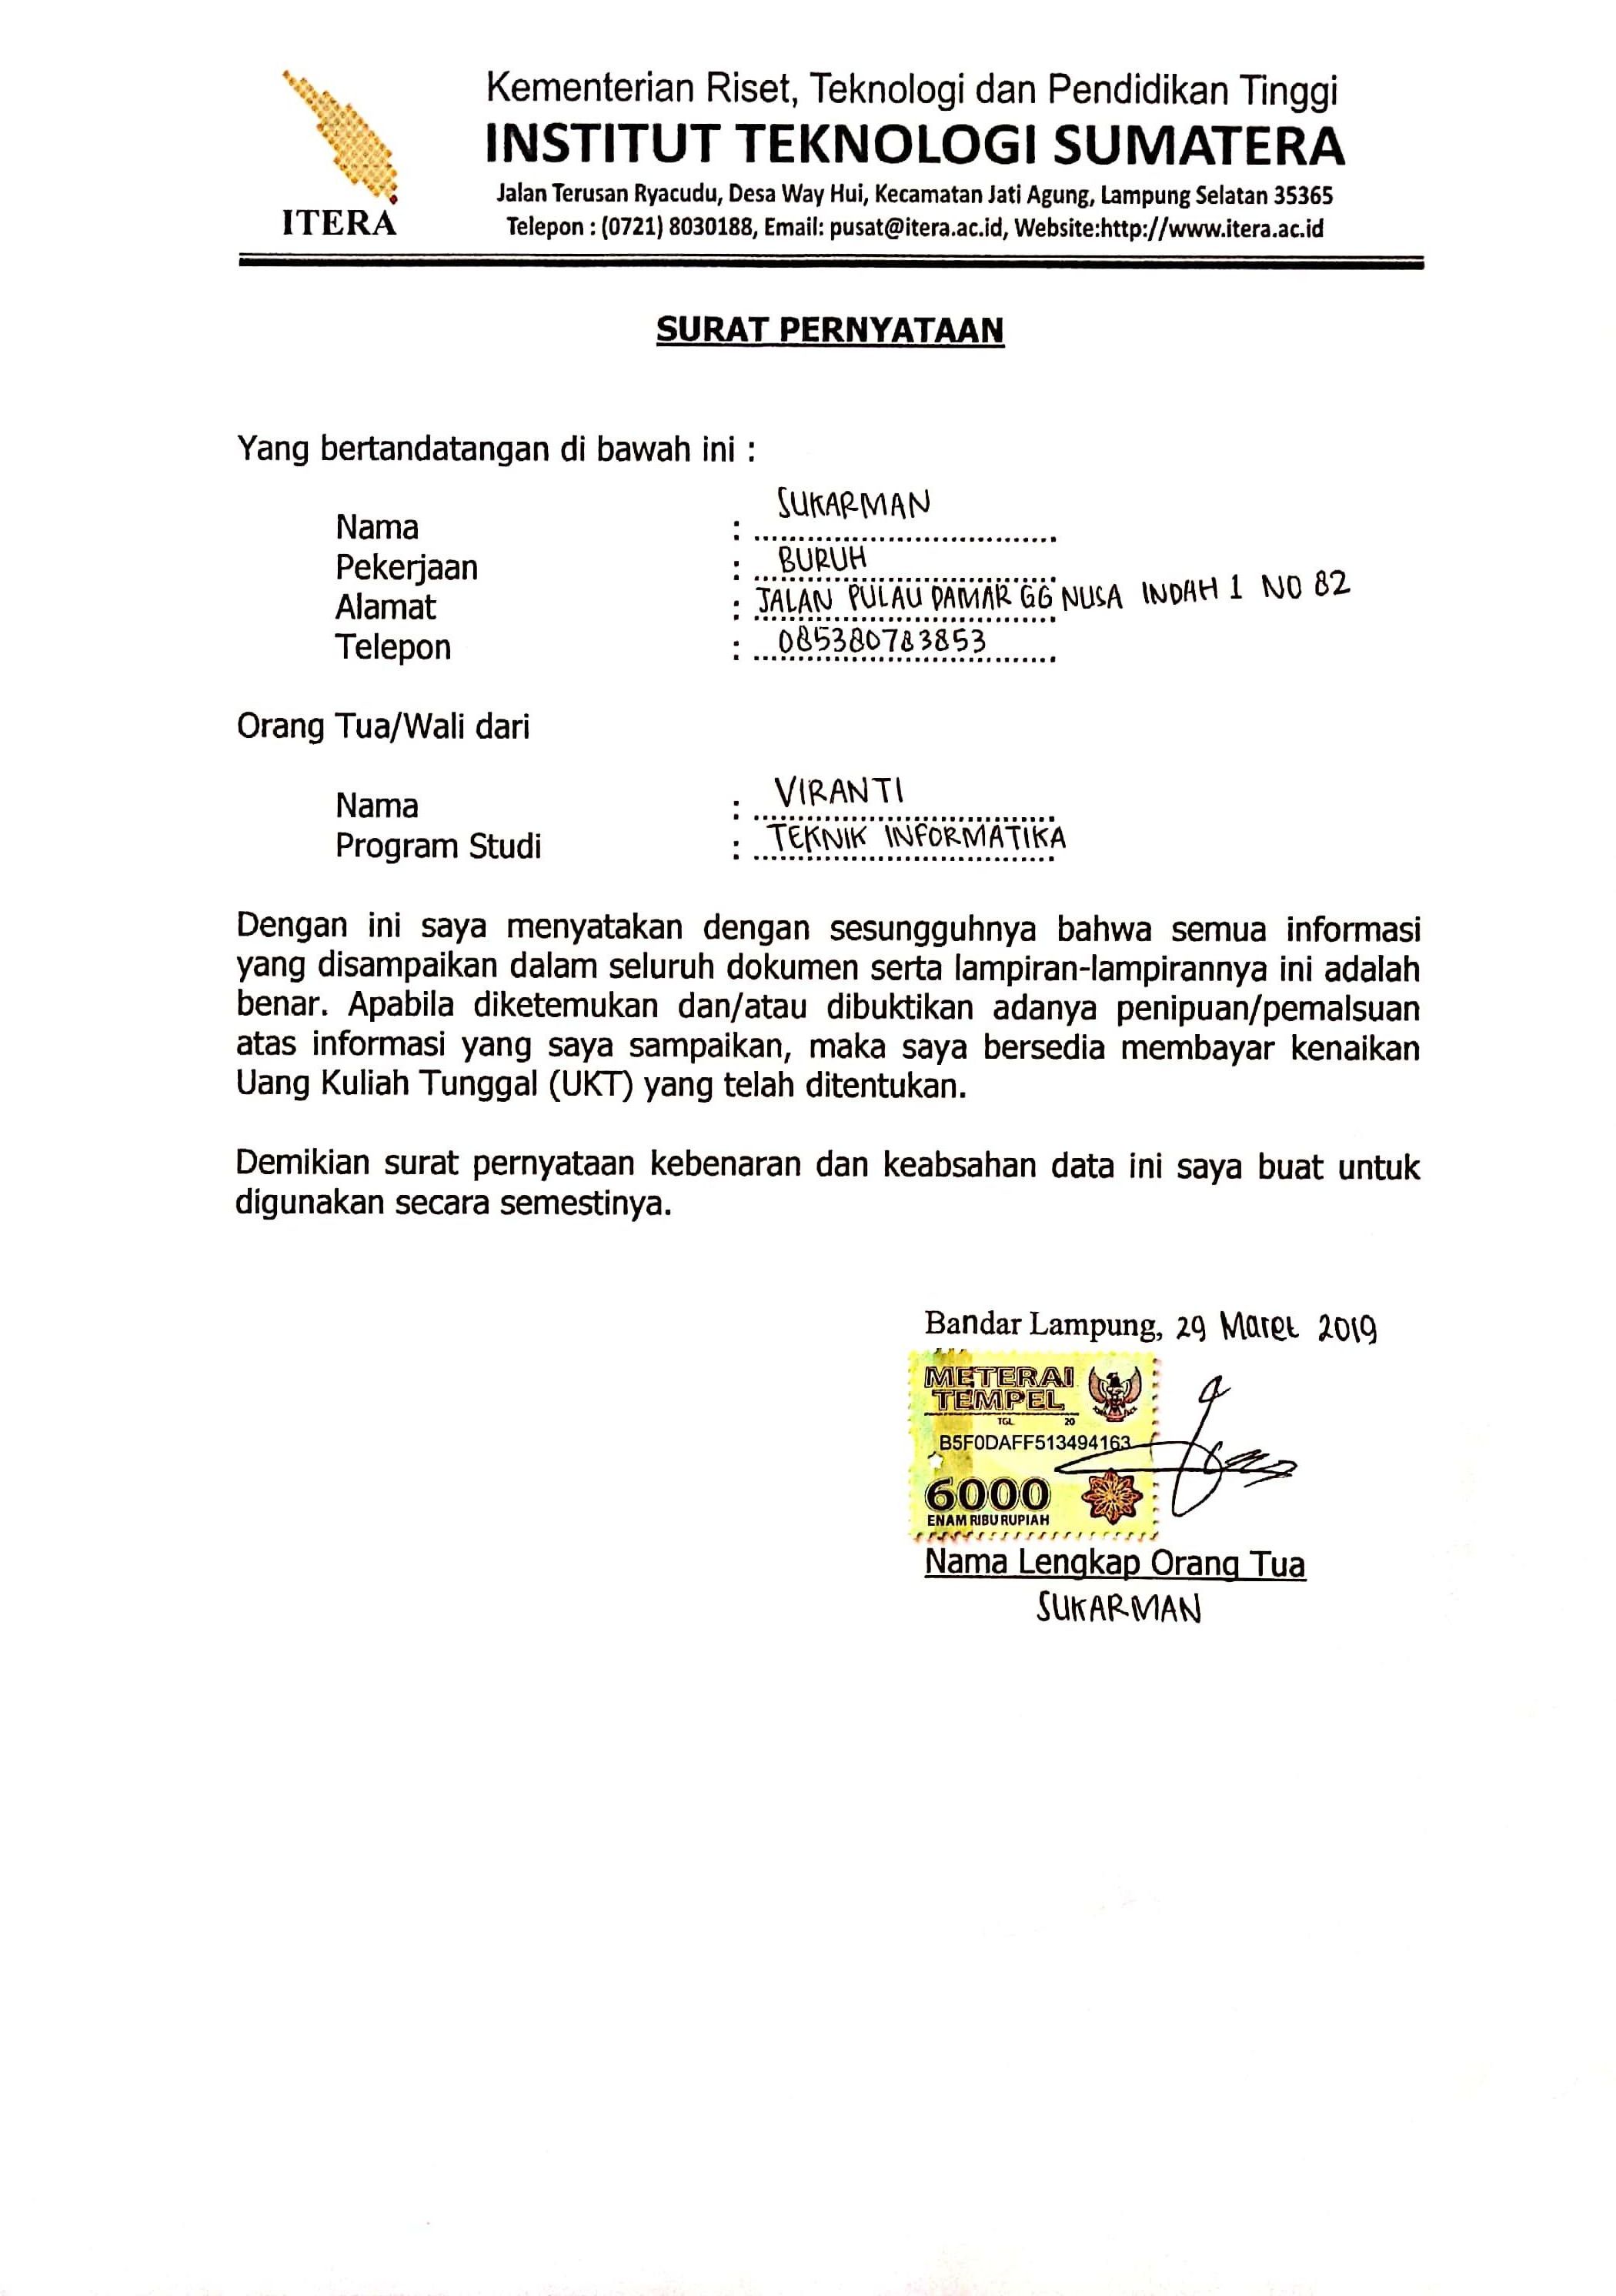 Kementerian Riset, Teknologi dan Pendidikan Tinggi
INSTITUT TEKNOLOGI SUMATERA
Jalan Terusan Ryacudu, Desa Way Hui, Kecamatan Jati Agung, Lampung Selatan 35365
Telepon : (0721) 8030188, Email: pusat@itera.ac.id, Website:http://www.itera.ac.id
ITERA
SURAT PERNYATAAN
Yang bertandatangan di bawah ini :
Nama : SUKARMAN
Pekerjaan : BURUH
Alamat : JALAN PULAU DAMAR GG NUSA INDAH 1 NO 82
Telepon : 085380783853
Orang Tua/Wali dari
Nama : VIRANTI
Program Studi : TEKNIK INFORMATIKA
Dengan ini saya menyatakan dengan sesungguhnya bahwa semua informasi
yang disampaikan dalam seluruh dokumen serta lampiran-lampirannya ini adalah
benar. Apabila diketemukan dan/atau dibuktikan adanya penipuan/pemalsuan
atas informasi yang saya sampaikan, maka saya bersedia membayar kenaikan
Uang Kuliah Tunggal (UKT) yang telah ditentukan.
Demikian surat pernyataan kebenaran dan keabsahan data ini saya buat untuk
digunakan secara semestinya.
Bandar Lampung, 29 Maret 2019
METERAI
TEMPEL
TGL 20
B5F0DAFF513494163
6000
ENAM RIBU RUPIAH
Nama Lengkap Orang Tua
SUKARMAN